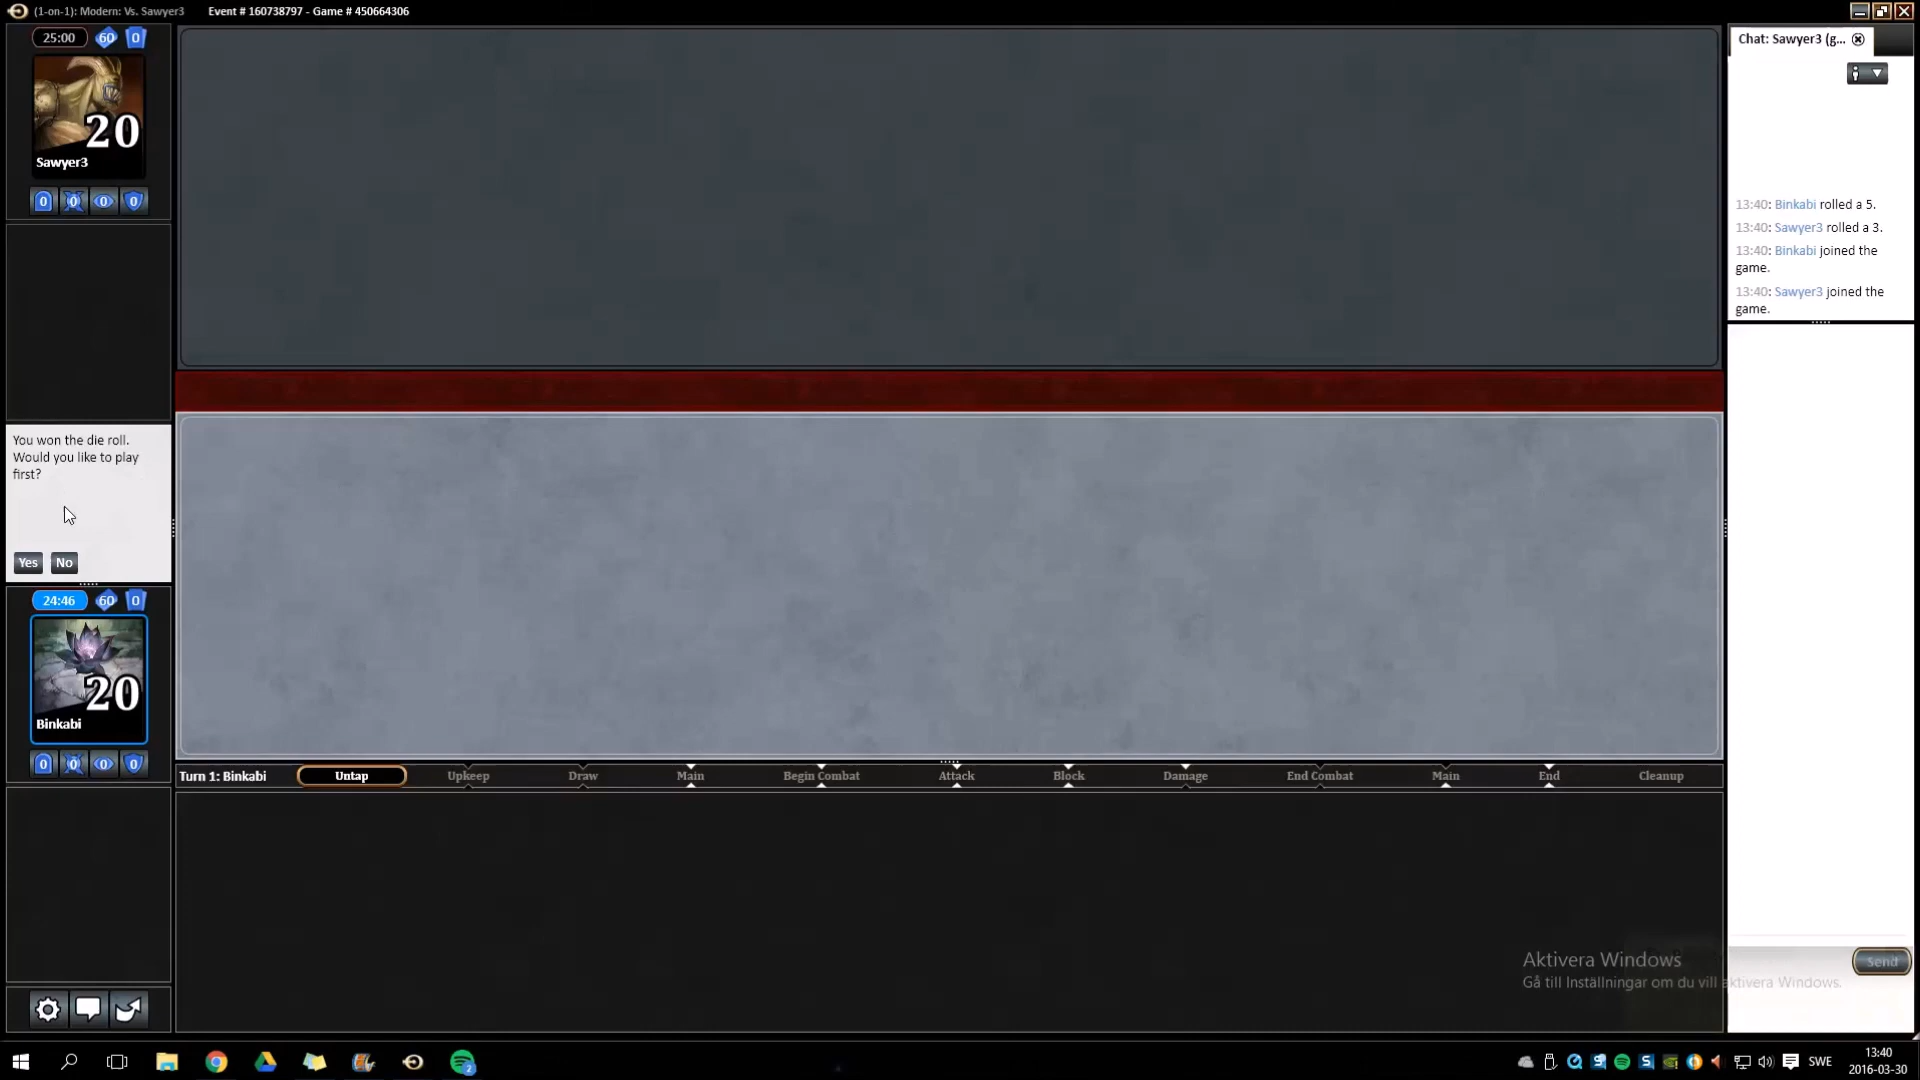 (1-on-1): Modern: Vs. Sawyer3
Event # 160738797 - Game # 450664306
25:00 60 0
20
Sawyer3
0 0 0 0
You won the die roll.
Would you like to play
first?
Yes No
24:46 60 0
20
Binkabi
0 0 0 0
Turn 1: Binkabi Untap Upkeep Draw Main Begin Combat Attack Block Damage End Combat Main End Cleanup
Chat: Sawyer3 (g...
13:40: Binkabi rolled a 5.
13:40: Sawyer3 rolled a 3.
13:40: Binkabi joined the
game.
13:40: Sawyer3 joined the
game.
Send
Aktivera Windows
Gå till Inställningar om du vill aktivera Windows.
2
SWE
13:40
2016-03-30